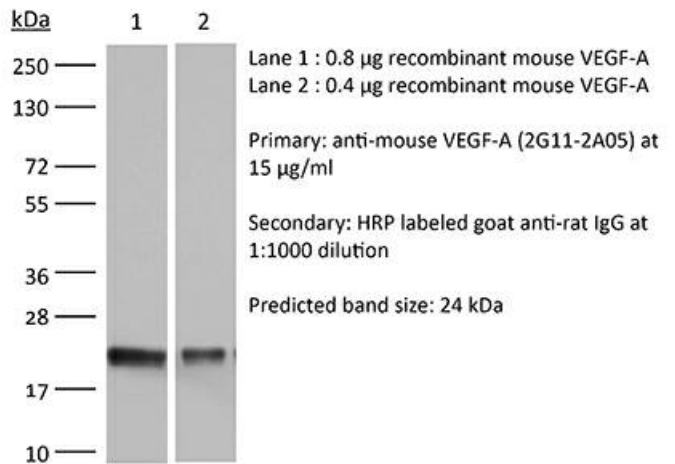 kDa
1 2
250
130
72
55
36
28
17
10
Lane 1 : 0.8 µg recombinant mouse VEGF-A
Lane 2 : 0.4 µg recombinant mouse VEGF-A
Primary: anti-mouse VEGF-A (2G11-2A05) at
15 µg/ml
Secondary: HRP labeled goat anti-rat IgG at
1:1000 dilution
Predicted band size: 24 kDa